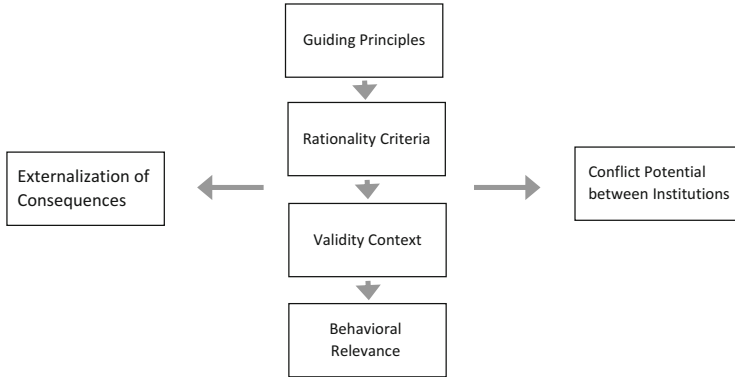 Guiding Principles
Rationality Criteria
Externalization of
Consequences
Conflict Potential
between Institutions
Validity Context
Behavioral
Relevance